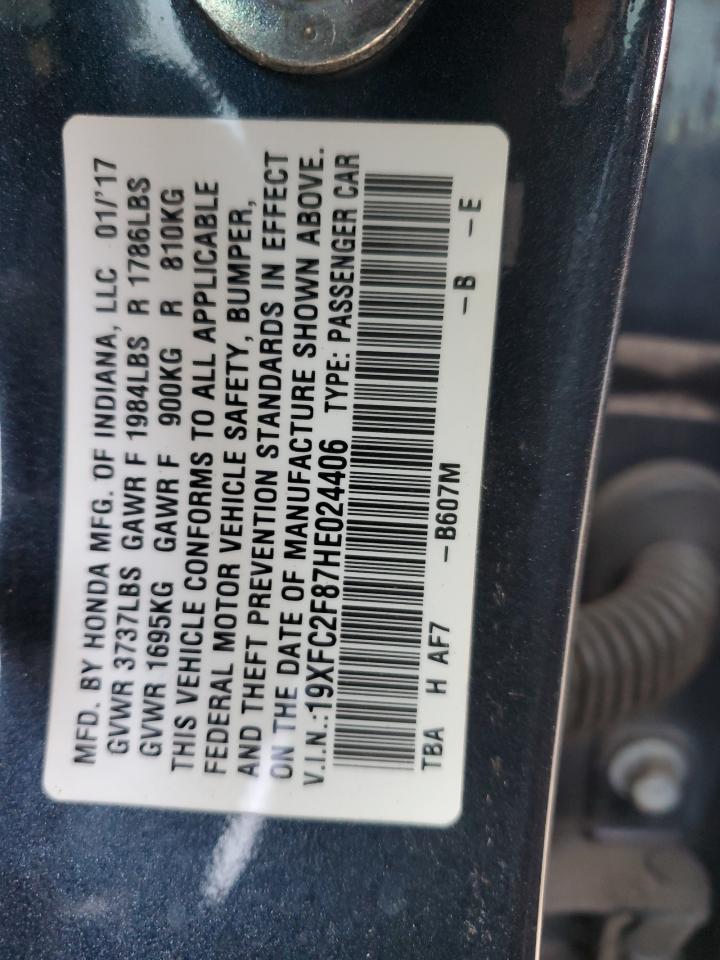 MFD. BY HONDA MFG. OF INDIANA, LLC 01/'17
GVWR 3737LBS GAWR F 1984LBS R 1786LBS
GVWR 1695KG GAWR F 900KG R 810KG
THIS VEHICLE CONFORMS TO ALL APPLICABLE
FEDERAL MOTOR VEHICLE SAFETY, BUMPER,
AND THEFT PREVENTION STANDARDS IN EFFECT
ON THE DATE OF MANUFACTURE SHOWN ABOVE.
V.I.N.:19XFC2F87HE024406 TYPE: PASSENGER CAR
TBA H AF7 -B607M -B -E